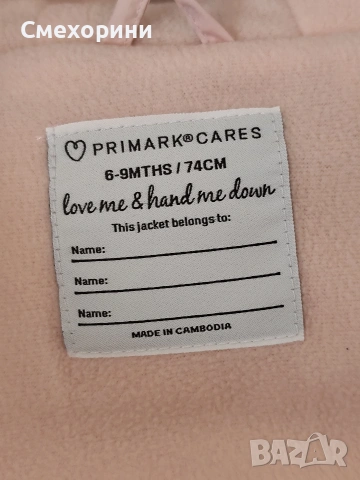 Смехорини
♡ PRIMARK®CARES
6-9MTHS / 74CM
love me & hand me down
This jacket belongs to:
Name:
Name:
Name:
MADE IN CAMBODIA
BAZAR